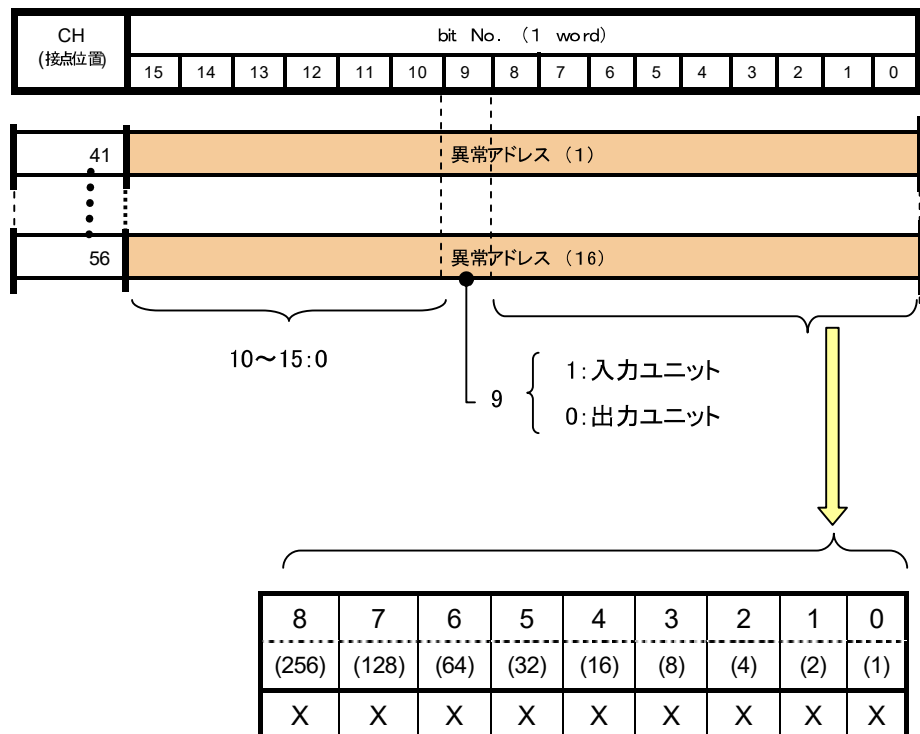 CH
(接点位置)
bit No. (1 word)
15 14 13 12 11 10 9 8 7 6 5 4 3 2 1 0
41 異常アドレス (1)
56 異常アドレス (16)
10～15:0
9
1:入力ユニット
0:出力ユニット
8 7 6 5 4 3 2 1 0
(256) (128) (64) (32) (16) (8) (4) (2) (1)
X X X X X X X X X